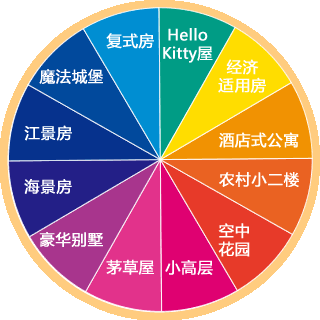 Hello
Kitty屋
经济
适用房
酒店式公寓
农村小二楼
空中
花园
小高层
茅草屋
豪华别墅
海景房
江景房
魔法城堡
复式房